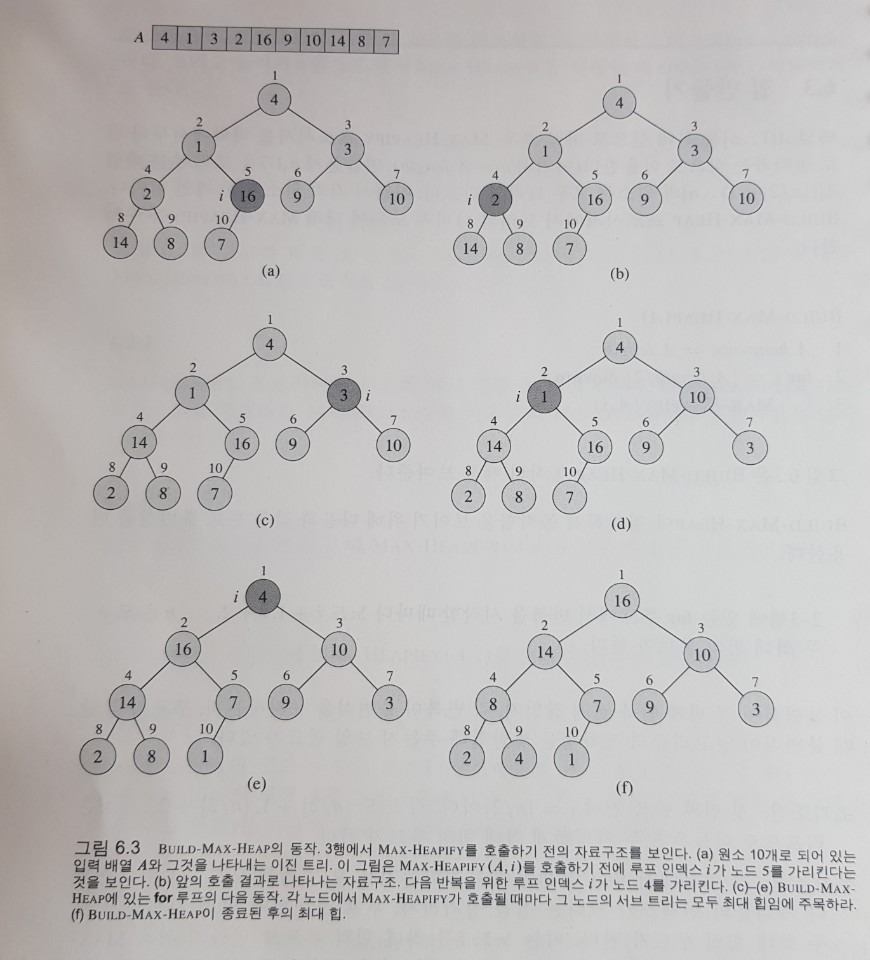 A 4 1 3 2 16 9 10 14 8 7
1
4
2 3
1 3
4 5 6 7
2 i 16 9 10
8 9 10
14 8 7
(a)
1
4
2 3
1 3
4 5 6 7
i 2 16 9 10
8 9 10
14 8 7
(b)
1
4
2 3
1 3 i
4 5 6 7
14 16 9 10
8 9 10
2 8 7
(c)
1
4
2 3
i 1 10
4 5 6 7
14 16 9 3
8 9 10
2 8 7
(d)
1
i 4
2 3
16 10
4 5 6 7
14 7 9 3
8 9 10
2 8 1
(e)
1
16
2 3
14 10
4 5 6 7
8 7 9 3
8 9 10
2 4 1
(f)
그림 6.3 BUILD-MAX-HEAP의 동작. 3행에서 MAX-HEAPIFY를 호출하기 전의 자료구조를 보인다. (a) 원소 10개로 되어 있는
입력 배열 A와 그것을 나타내는 이진 트리. 이 그림은 MAX-HEAPIFY(A, i)를 호출하기 전에 루프 인덱스 i가 노드 5를 가리킨다는
것을 보인다. (b) 앞의 호출 결과로 나타나는 자료구조. 다음 반복을 위한 루프 인덱스 i가 노드 4를 가리킨다. (c)-(e) BUILD-MAX-
HEAP에 있는 for 루프의 다음 동작. 각 노드에서 MAX-HEAPIFY가 호출될 때마다 그 노드의 서브 트리는 모두 최대 힙임에 주목하라.
(f) BUILD-MAX-HEAP이 종료된 후의 최대 힙.